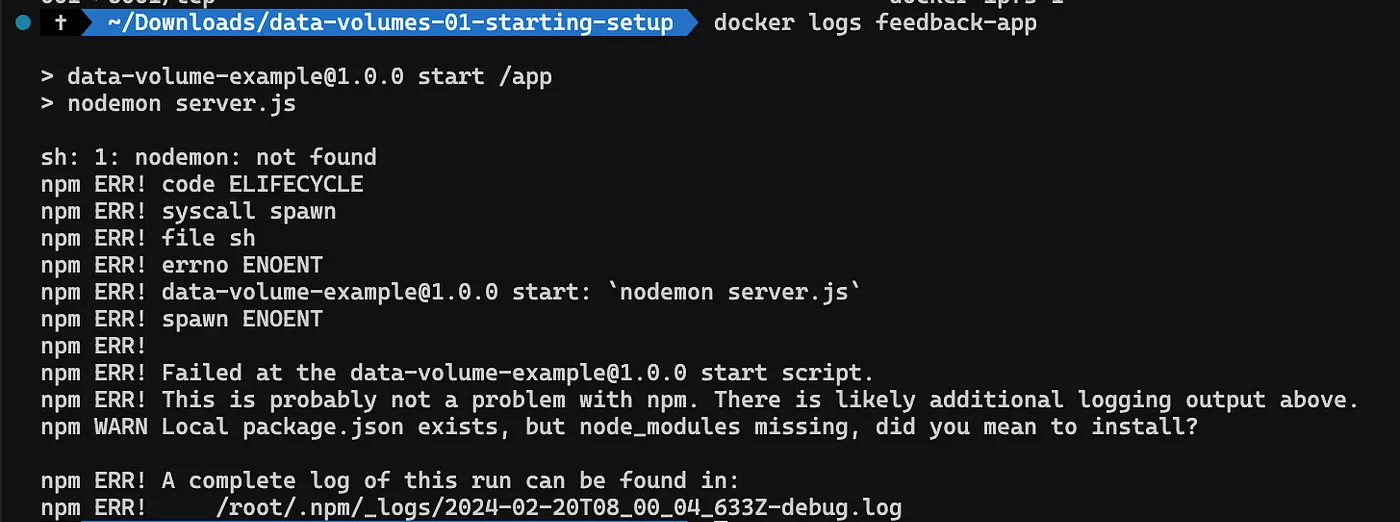 † ~/Downloads/data-volumes-01-starting-setup docker logs feedback-app
> data-volume-example@1.0.0 start /app
> nodemon server.js
sh: 1: nodemon: not found
npm ERR! code ELIFECYCLE
npm ERR! syscall spawn
npm ERR! file sh
npm ERR! errno ENOENT
npm ERR! data-volume-example@1.0.0 start: `nodemon server.js`
npm ERR! spawn ENOENT
npm ERR!
npm ERR! Failed at the data-volume-example@1.0.0 start script.
npm ERR! This is probably not a problem with npm. There is likely additional logging output above.
npm WARN Local package.json exists, but node_modules missing, did you mean to install?
npm ERR! A complete log of this run can be found in:
npm ERR!     /root/.npm/_logs/2024-02-20T08_00_04_633Z-debug.log